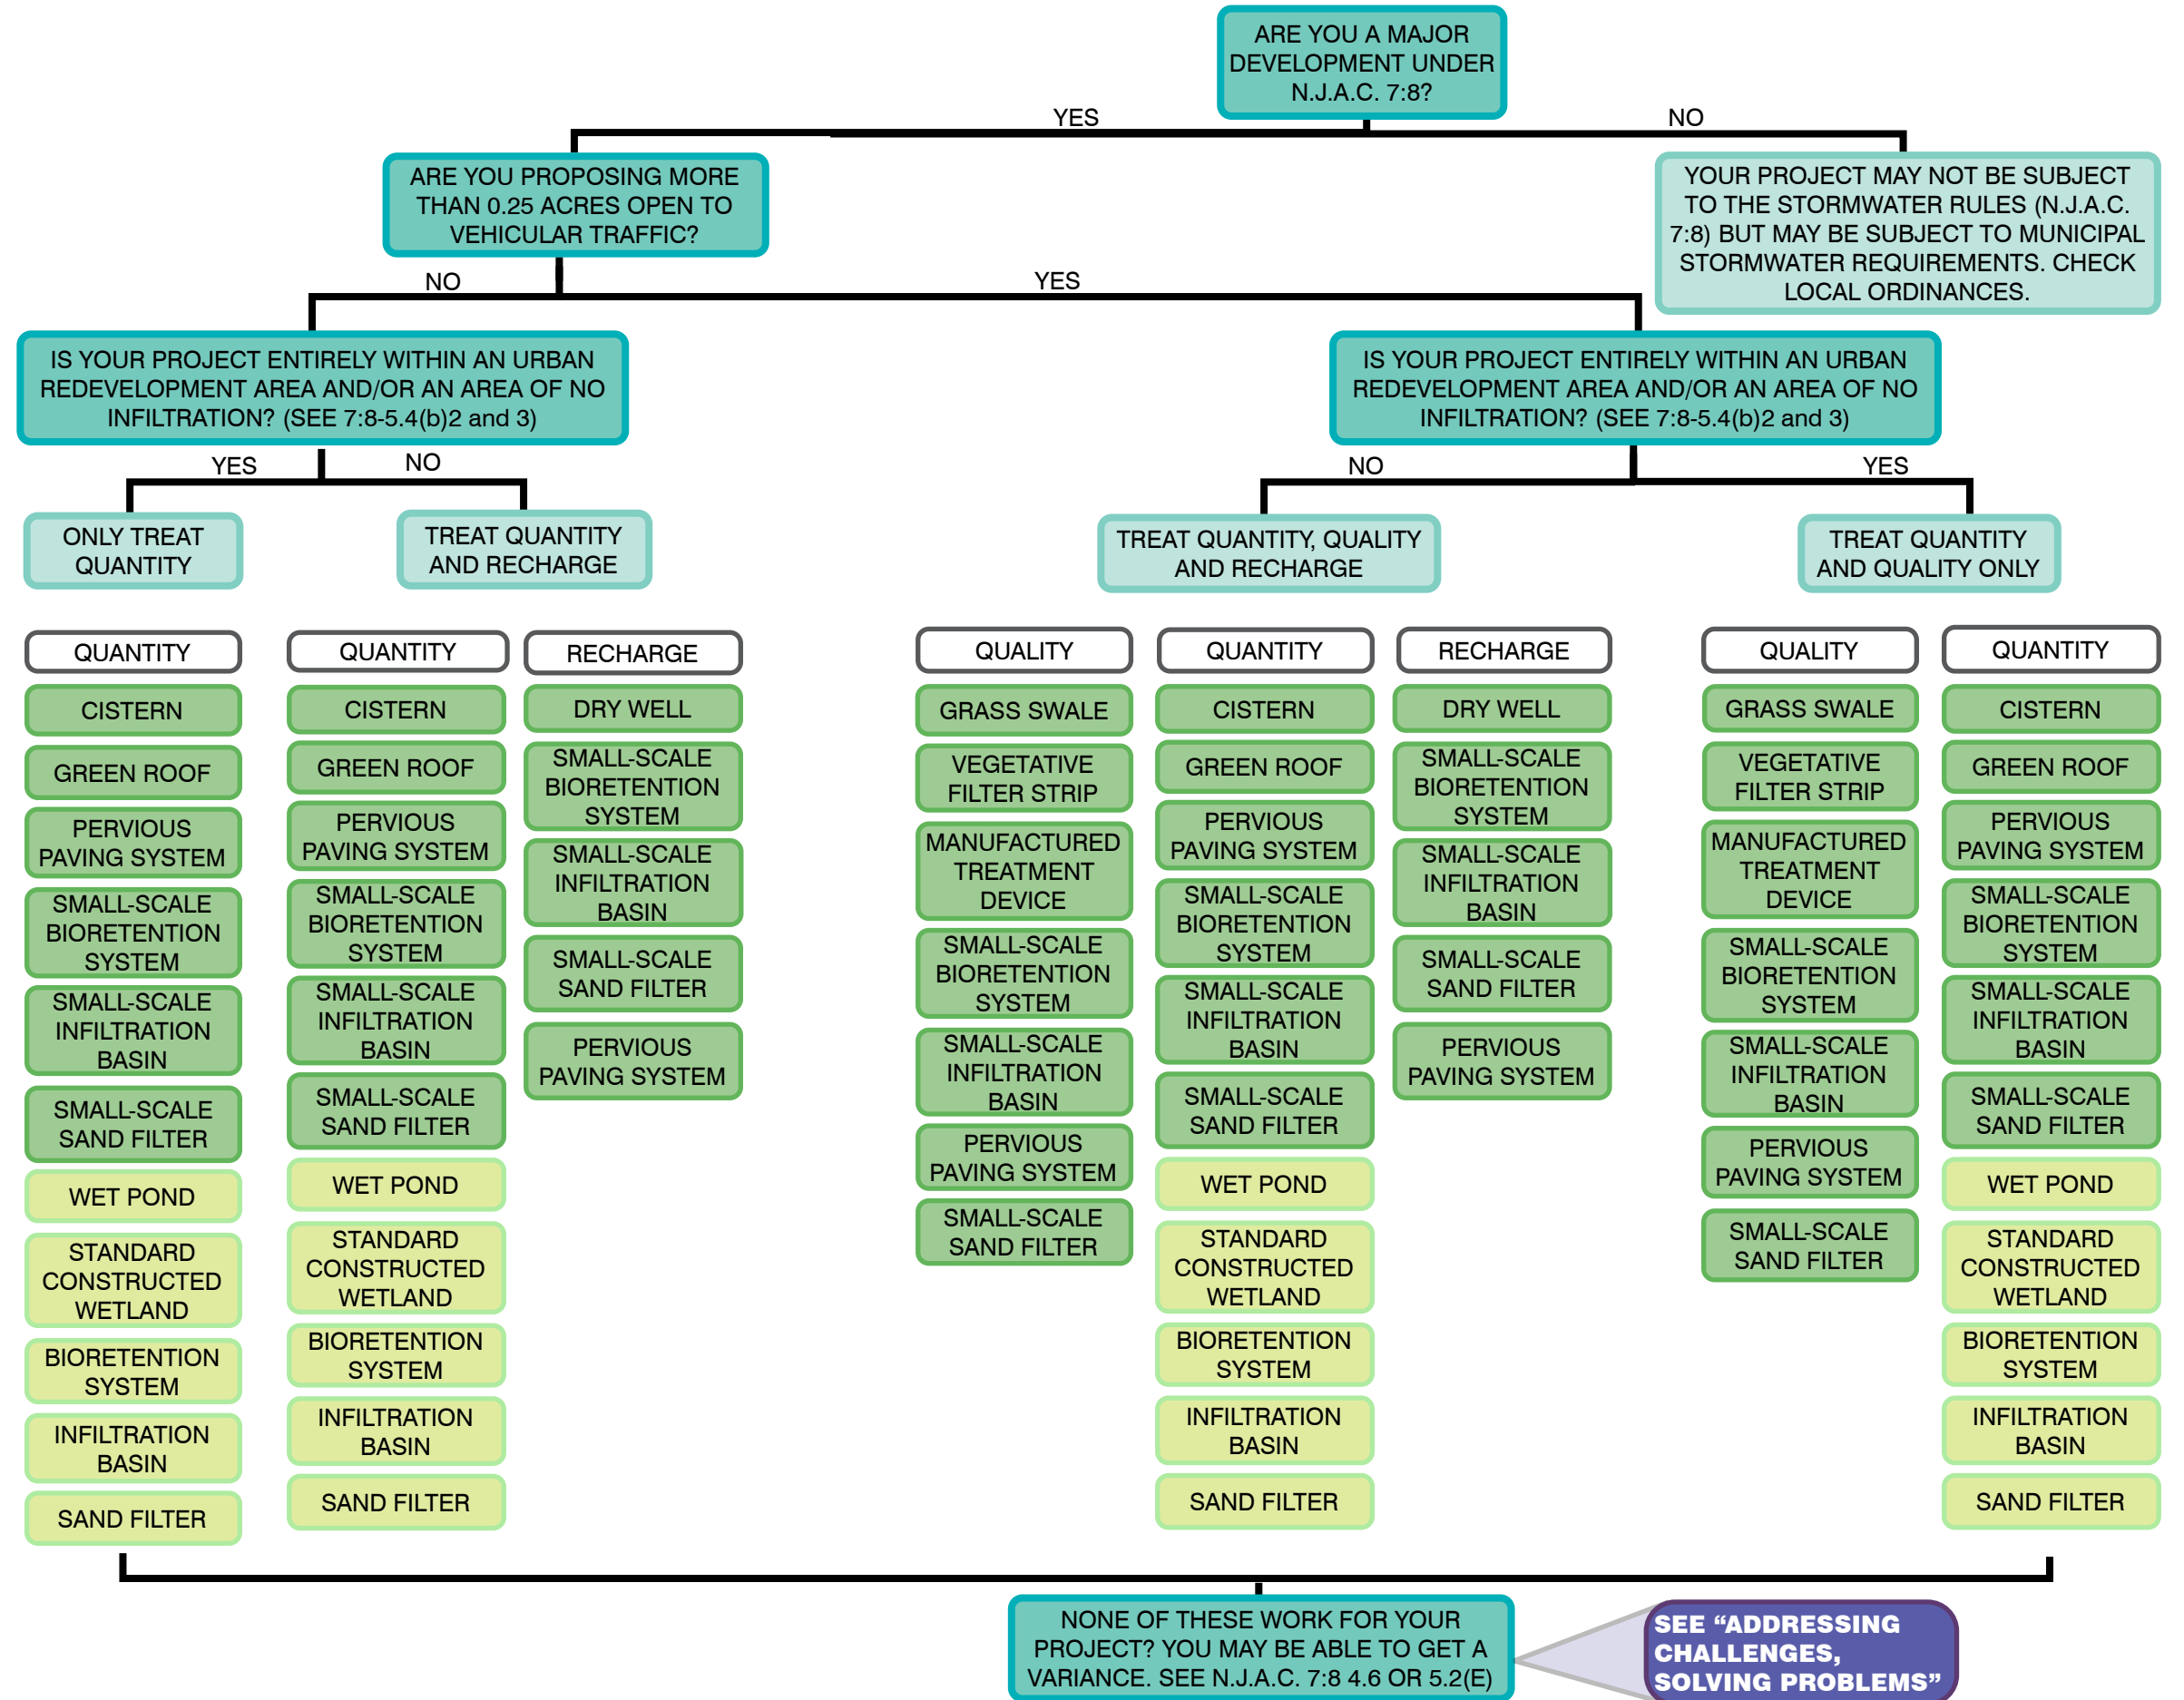 ARE YOU A MAJOR
DEVELOPMENT UNDER
N.J.A.C. 7:8?
YES
NO
ARE YOU PROPOSING MORE
THAN 0.25 ACRES OPEN TO
VEHICULAR TRAFFIC?
YOUR PROJECT MAY NOT BE SUBJECT
TO THE STORMWATER RULES (N.J.A.C.
7:8) BUT MAY BE SUBJECT TO MUNICIPAL
STORMWATER REQUIREMENTS. CHECK
LOCAL ORDINANCES.
NO
YES
IS YOUR PROJECT ENTIRELY WITHIN AN URBAN
REDEVELOPMENT AREA AND/OR AN AREA OF NO
INFILTRATION? (SEE 7:8-5.4(b)2 and 3)
IS YOUR PROJECT ENTIRELY WITHIN AN URBAN
REDEVELOPMENT AREA AND/OR AN AREA OF NO
INFILTRATION? (SEE 7:8-5.4(b)2 and 3)
YES
NO
NO
YES
ONLY TREAT
QUANTITY
TREAT QUANTITY
AND RECHARGE
TREAT QUANTITY, QUALITY
AND RECHARGE
TREAT QUANTITY
AND QUALITY ONLY
QUANTITY
CISTERN
GREEN ROOF
PERVIOUS
PAVING SYSTEM
SMALL-SCALE
BIORETENTION
SYSTEM
SMALL-SCALE
INFILTRATION
BASIN
SMALL-SCALE
SAND FILTER
WET POND
STANDARD
CONSTRUCTED
WETLAND
BIORETENTION
SYSTEM
INFILTRATION
BASIN
SAND FILTER
QUANTITY
CISTERN
GREEN ROOF
PERVIOUS
PAVING SYSTEM
SMALL-SCALE
BIORETENTION
SYSTEM
SMALL-SCALE
INFILTRATION
BASIN
SMALL-SCALE
SAND FILTER
WET POND
STANDARD
CONSTRUCTED
WETLAND
BIORETENTION
SYSTEM
INFILTRATION
BASIN
SAND FILTER
RECHARGE
DRY WELL
SMALL-SCALE
BIORETENTION
SYSTEM
SMALL-SCALE
INFILTRATION
BASIN
SMALL-SCALE
SAND FILTER
PERVIOUS
PAVING SYSTEM
QUALITY
GRASS SWALE
VEGETATIVE
FILTER STRIP
MANUFACTURED
TREATMENT
DEVICE
SMALL-SCALE
BIORETENTION
SYSTEM
SMALL-SCALE
INFILTRATION
BASIN
PERVIOUS
PAVING SYSTEM
SMALL-SCALE
SAND FILTER
QUANTITY
CISTERN
GREEN ROOF
PERVIOUS
PAVING SYSTEM
SMALL-SCALE
BIORETENTION
SYSTEM
SMALL-SCALE
INFILTRATION
BASIN
SMALL-SCALE
SAND FILTER
WET POND
STANDARD
CONSTRUCTED
WETLAND
BIORETENTION
SYSTEM
INFILTRATION
BASIN
SAND FILTER
RECHARGE
DRY WELL
SMALL-SCALE
BIORETENTION
SYSTEM
SMALL-SCALE
INFILTRATION
BASIN
SMALL-SCALE
SAND FILTER
PERVIOUS
PAVING SYSTEM
QUALITY
GRASS SWALE
VEGETATIVE
FILTER STRIP
MANUFACTURED
TREATMENT
DEVICE
SMALL-SCALE
BIORETENTION
SYSTEM
SMALL-SCALE
INFILTRATION
BASIN
PERVIOUS
PAVING SYSTEM
SMALL-SCALE
SAND FILTER
QUANTITY
CISTERN
GREEN ROOF
PERVIOUS
PAVING SYSTEM
SMALL-SCALE
BIORETENTION
SYSTEM
SMALL-SCALE
INFILTRATION
BASIN
SMALL-SCALE
SAND FILTER
WET POND
STANDARD
CONSTRUCTED
WETLAND
BIORETENTION
SYSTEM
INFILTRATION
BASIN
SAND FILTER
NONE OF THESE WORK FOR YOUR
PROJECT? YOU MAY BE ABLE TO GET A
VARIANCE. SEE N.J.A.C. 7:8 4.6 OR 5.2(E)
SEE “ADDRESSING
CHALLENGES,
SOLVING PROBLEMS”